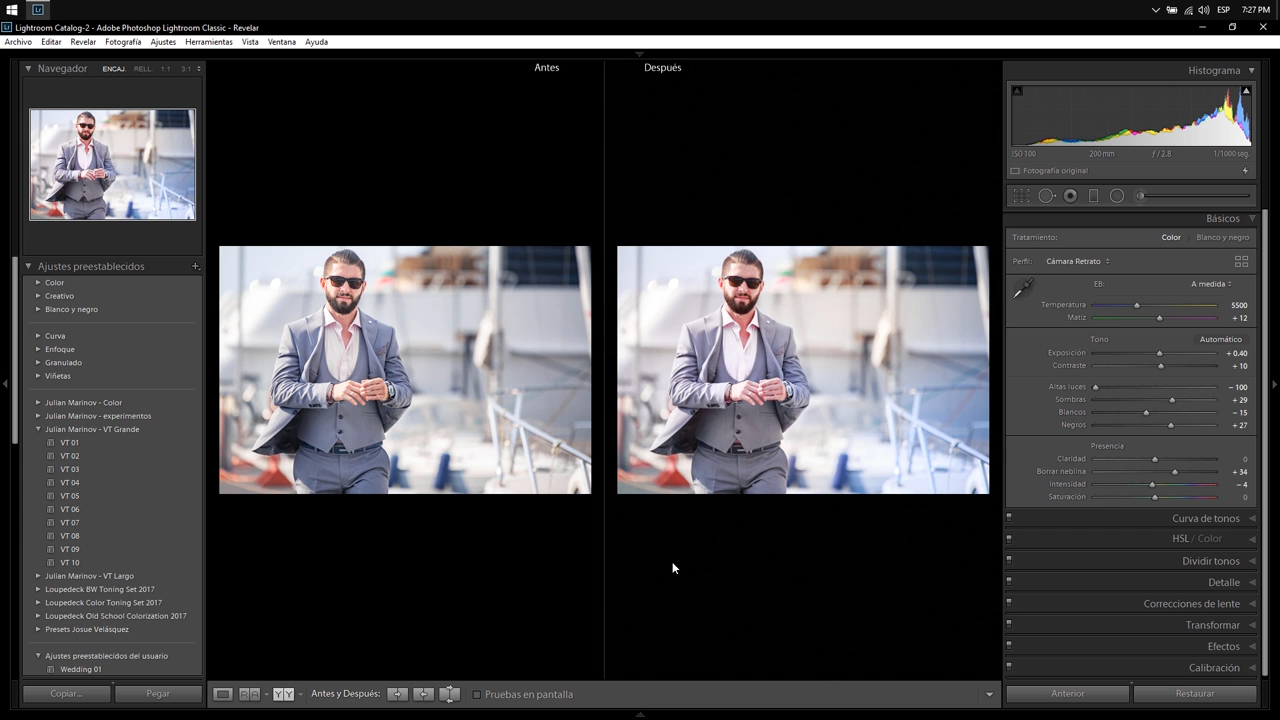 ESP 7:27 PM
Lightroom Catalog-2 - Adobe Photoshop Lightroom Classic - Revelar
Archivo Editar Revelar Fotografía Ajustes Herramientas Vista Ventana Ayuda
Navegador ENCAJ. RELL. 1:1 3:1
Ajustes preestablecidos
Color
Creativo
Blanco y negro
Curva
Enfoque
Granulado
Viñetas
Julian Marinov - Color
Julian Marinov - experimentos
Julian Marinov - VT Grande
VT 01
VT 02
VT 03
VT 04
VT 05
VT 06
VT 07
VT 08
VT 09
VT 10
Julian Marinov - VT Largo
Loupedeck BW Toning Set 2017
Loupedeck Color Toning Set 2017
Loupedeck Old School Colorization 2017
Presets Josue Velásquez
Ajustes preestablecidos del usuario
Wedding 01
Copiar... Pegar
Antes Después
Antes y Después: Pruebas en pantalla
Histograma
ISO 100 200 mm ƒ / 2.8 1/1000 seg.
Fotografía original
Básicos
Tratamiento: Color Blanco y negro
Perfil: Cámara Retrato
EB: A medida
Temperatura 5500
Matiz + 12
Tono Automático
Exposición + 0.40
Contraste + 10
Altas luces − 100
Sombras + 29
Blancos − 15
Negros + 27
Presencia
Claridad 0
Borrar neblina + 34
Intensidad − 4
Saturación 0
Curva de tonos
HSL / Color
Dividir tonos
Detalle
Correcciones de lente
Transformar
Efectos
Calibración
Anterior Restaurar